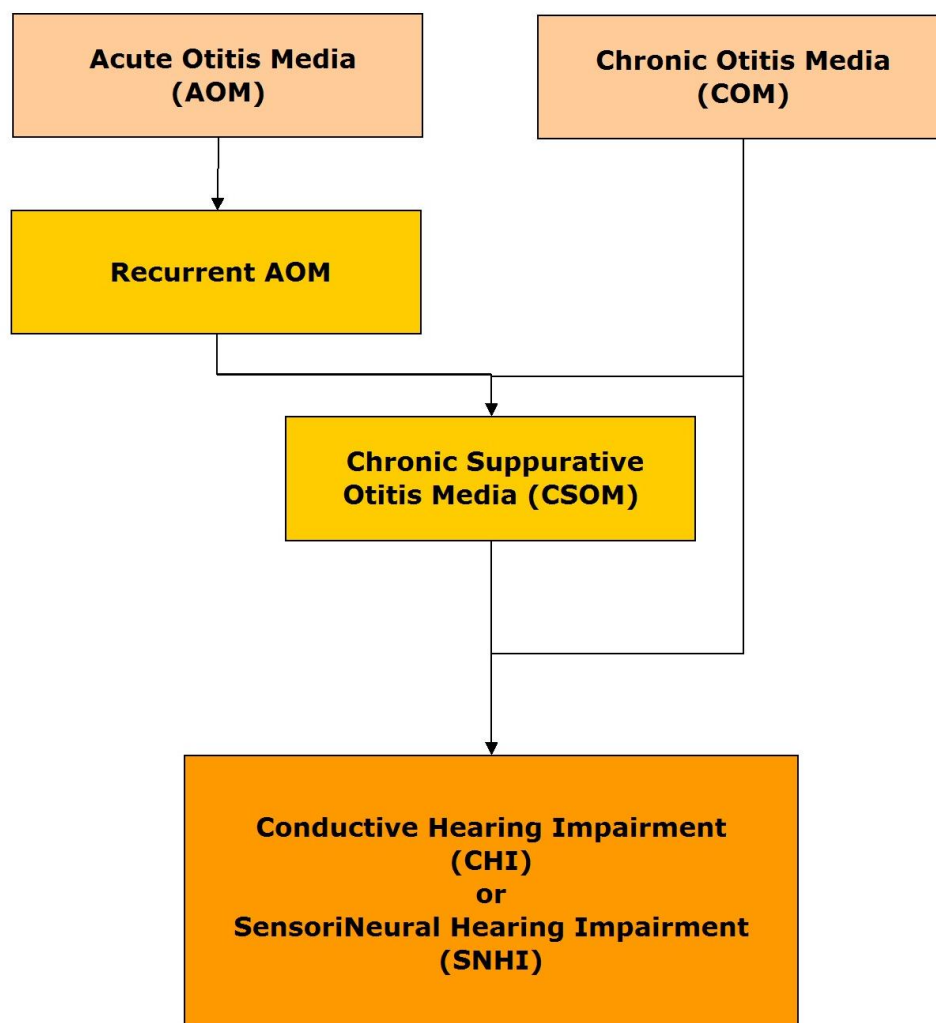 Acute Otitis Media
(AOM)
Chronic Otitis Media
(COM)
Recurrent AOM
Chronic Suppurative
Otitis Media (CSOM)
Conductive Hearing Impairment
(CHI)
or
SensoriNeural Hearing Impairment
(SNHI)